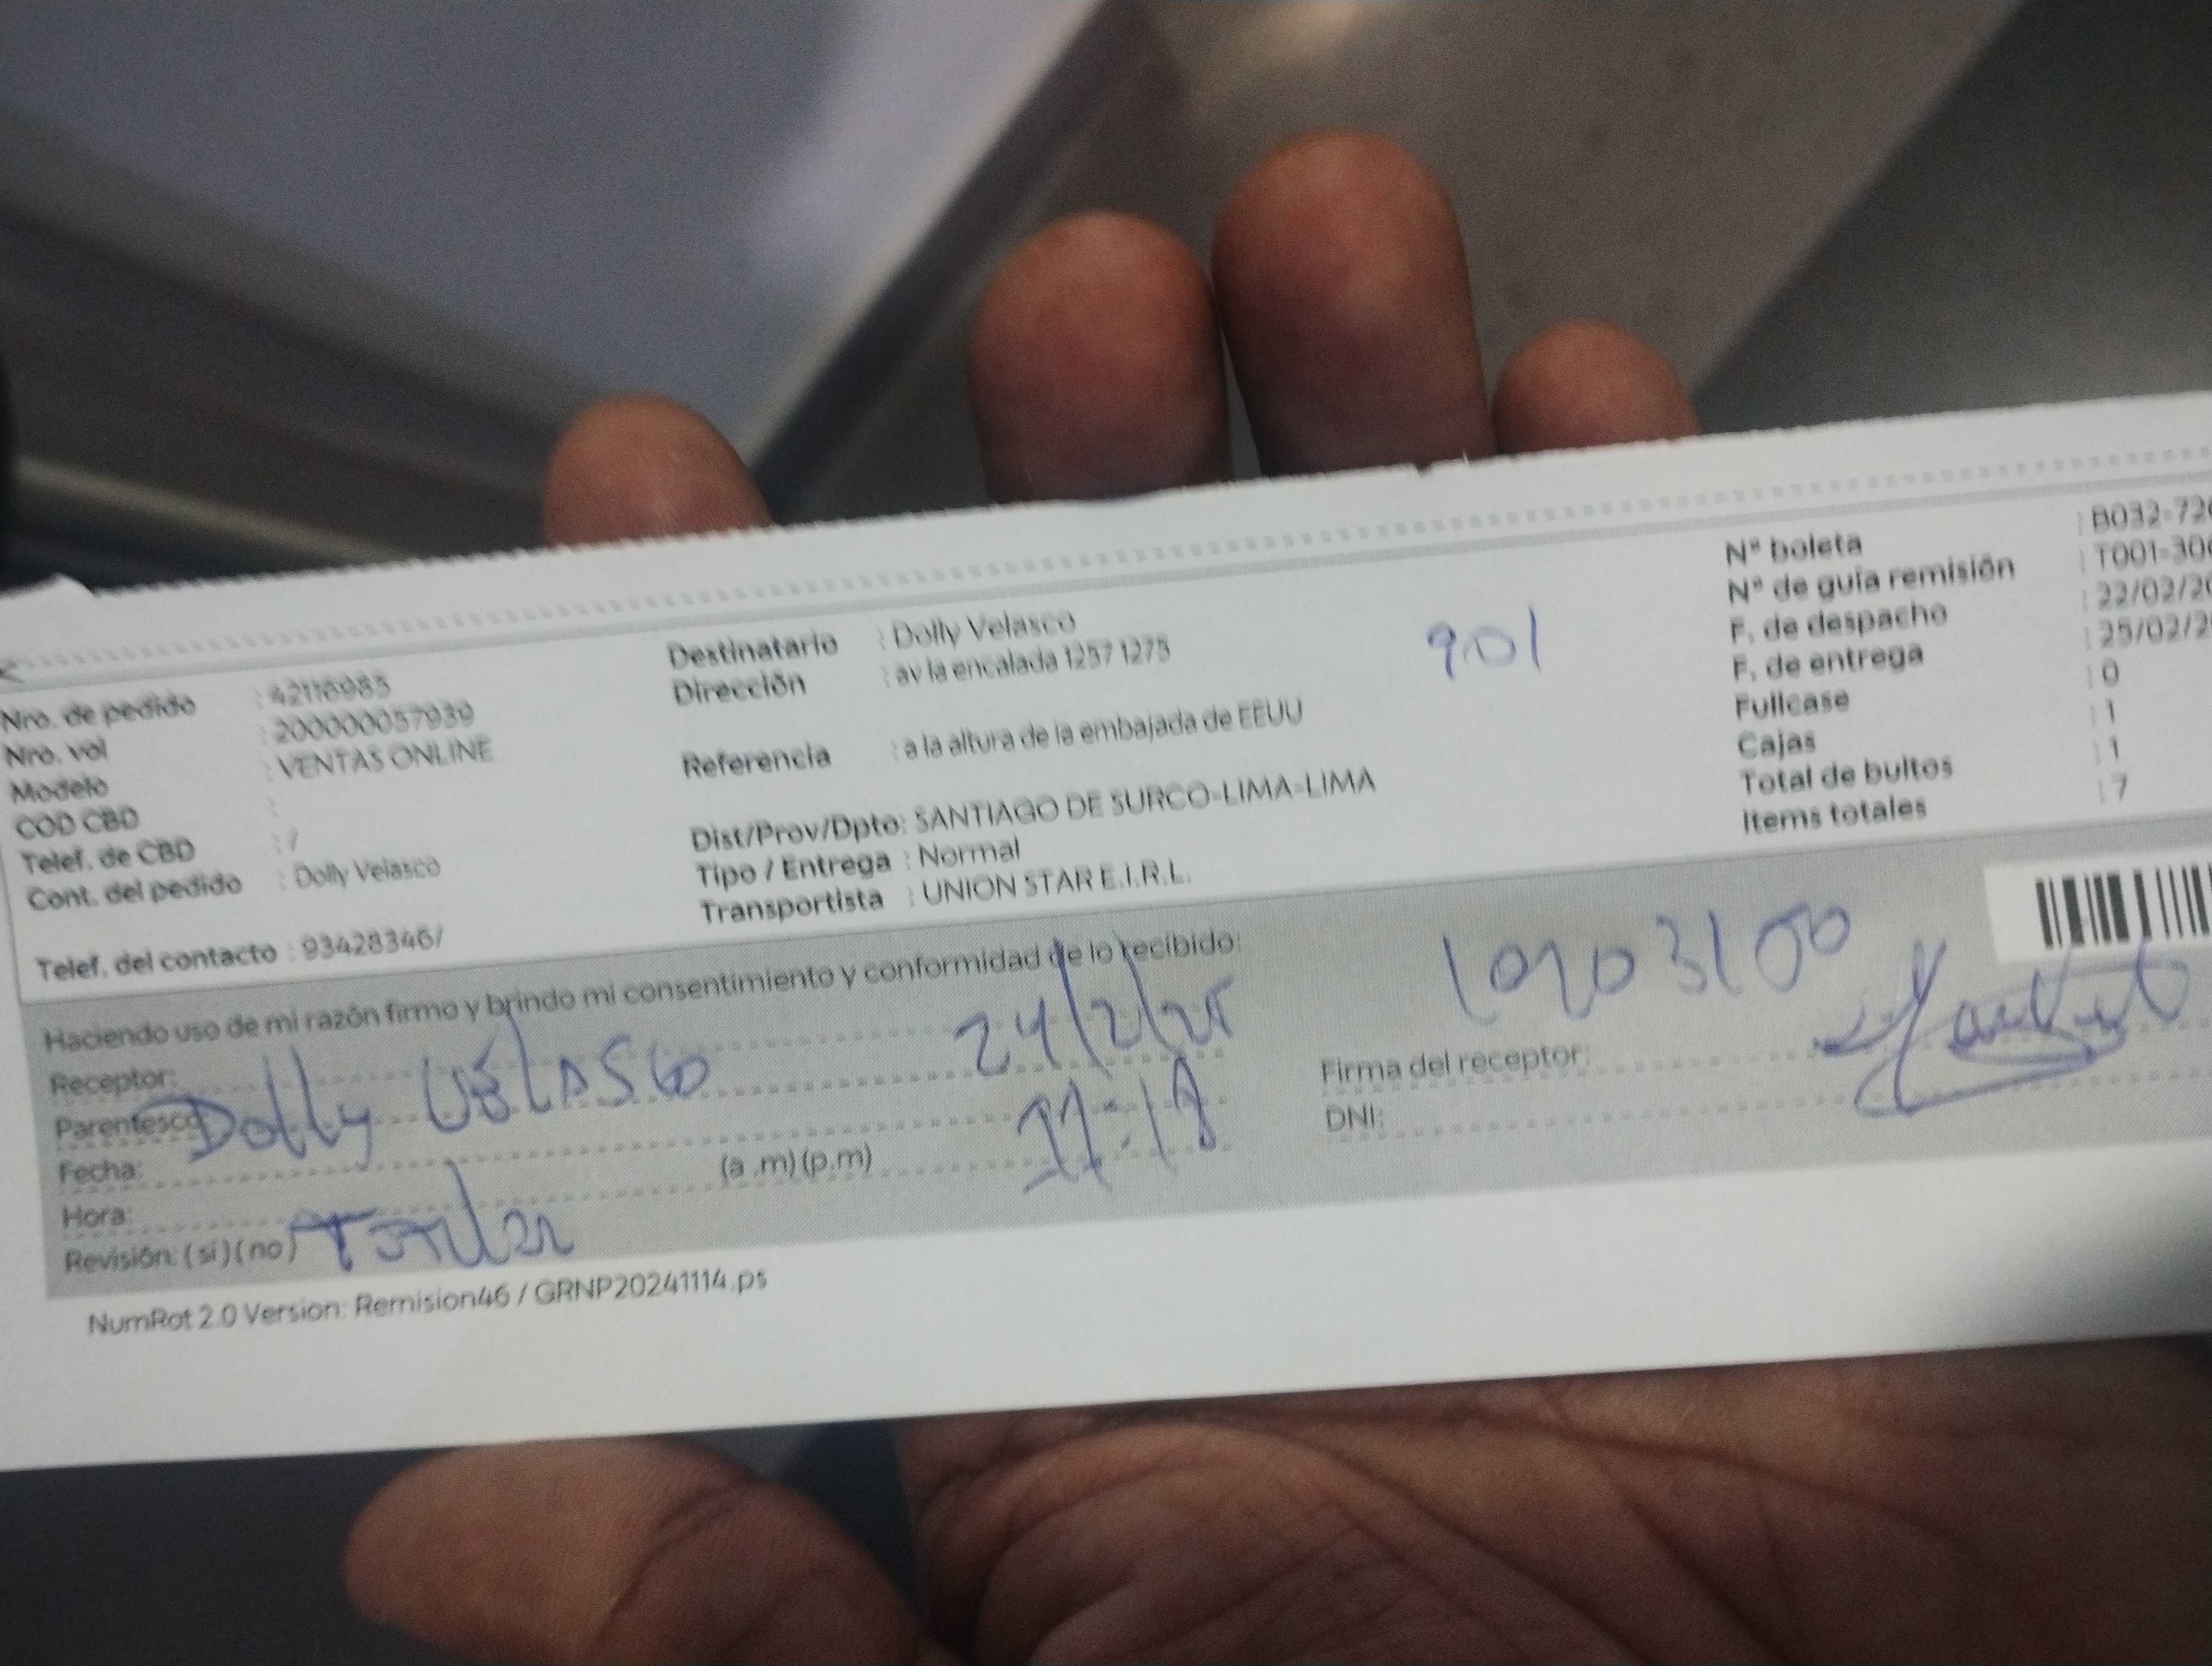 Nro. de pedido : 42116985
Nro. vol : 200000057939
Modelo : VENTAS ONLINE
COD CBD :
Telef. de CBD : /
Cont. del pedido : Dolly Velasco
Telef. del contacto : 93428346/
Destinatario : Dolly Velasco
Dirección : av la encalada 1257 1275
901
Referencia : a la altura de la embajada de EEUU
Dist/Prov/Dpto: SANTIAGO DE SURCO-LIMA-LIMA
Tipo / Entrega : Normal
Transportista : UNION STAR E.I.R.L.
N° boleta : B032-72
N° de guía remisión : T001-30
F. de despacho : 22/02/2
F. de entrega : 25/02/2
Fullcase : 0
Cajas : 1
Total de bultos : 1
Items totales : 7
Haciendo uso de mi razón firmo y brindo mi consentimiento y conformidad de lo recibido:
Receptor:
Parentesco
Dolly VELASCO
24/2/25
Fecha:
Hora: (a .m)(p.m)
Revisión: (si)(no)
Titular
Firma del receptor:
DNI:
NumRot 2.0 Version: Remision46 / GRNP20241114.ps